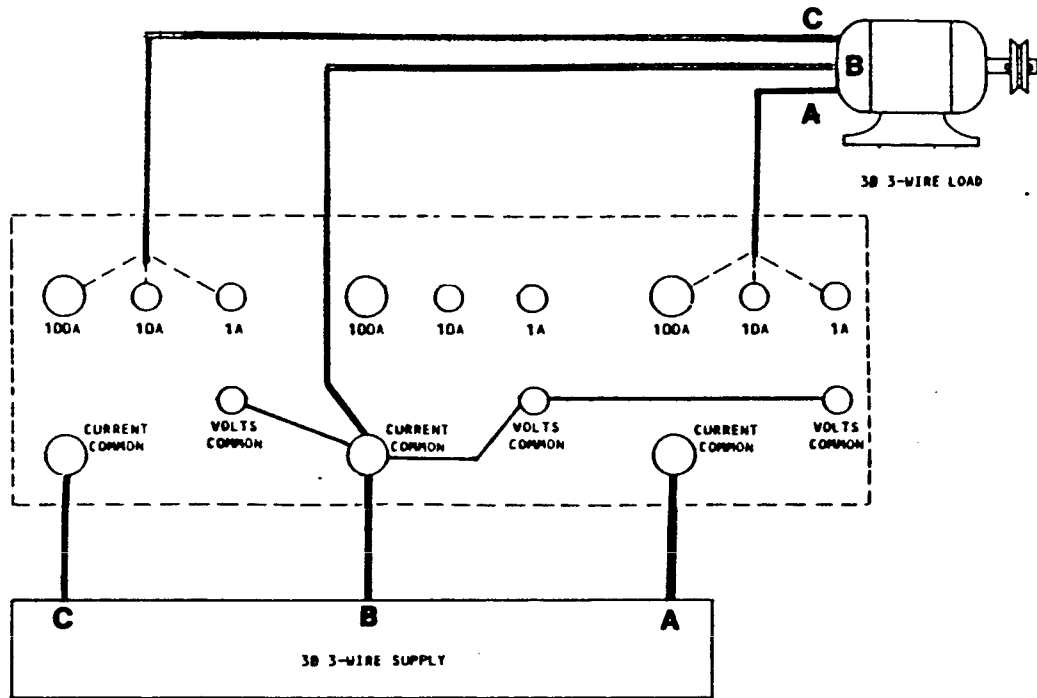 C
B
A
3Ø 3-WIRE LOAD
100A 10A 1A 100A 10A 1A 100A 10A 1A
CURRENT COMMON
VOLTS COMMON
CURRENT COMMON
VOLTS COMMON
CURRENT COMMON
VOLTS COMMON
C B A
3Ø 3-WIRE SUPPLY